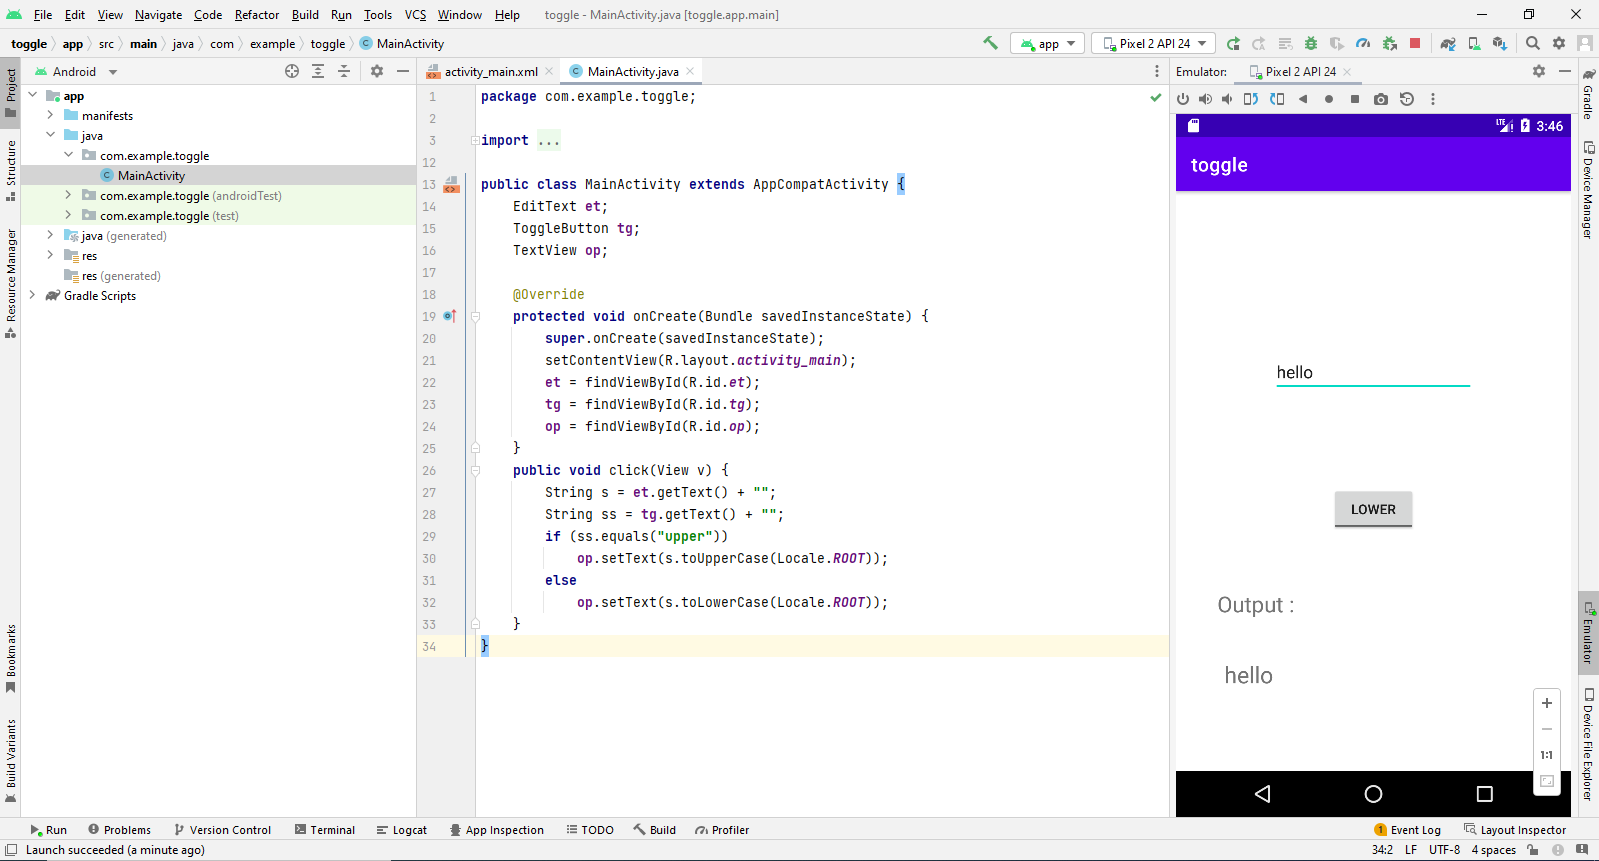 File Edit View Navigate Code Refactor Build Run Tools VCS Window Help toggle - MainActivity.java [toggle.app.main]
toggle app src main java com example toggle MainActivity app Pixel 2 API 24
Project
Structure
Resource Manager
Bookmarks
Build Variants
Android
app
manifests
java
com.example.toggle
MainActivity
com.example.toggle (androidTest)
com.example.toggle (test)
java (generated)
res
res (generated)
Gradle Scripts
activity_main.xml MainActivity.java
1 package com.example.toggle;
2
3 import ...
12
13 public class MainActivity extends AppCompatActivity {
14 EditText et;
15 ToggleButton tg;
16 TextView op;
17
18 @Override
19 protected void onCreate(Bundle savedInstanceState) {
20 super.onCreate(savedInstanceState);
21 setContentView(R.layout.activity_main);
22 et = findViewById(R.id.et);
23 tg = findViewById(R.id.tg);
24 op = findViewById(R.id.op);
25 }
26 public void click(View v) {
27 String s = et.getText() + "";
28 String ss = tg.getText() + "";
29 if (ss.equals("upper"))
30 op.setText(s.toUpperCase(Locale.ROOT));
31 else
32 op.setText(s.toLowerCase(Locale.ROOT));
33 }
34 }
Emulator: Pixel 2 API 24
LTE 3:46
toggle
hello
LOWER
Output :
hello
1:1
Gradle
Device Manager
Emulator
Device File Explorer
Run Problems Version Control Terminal Logcat App Inspection TODO Build Profiler 1 Event Log Layout Inspector
Launch succeeded (a minute ago) 34:2 LF UTF-8 4 spaces